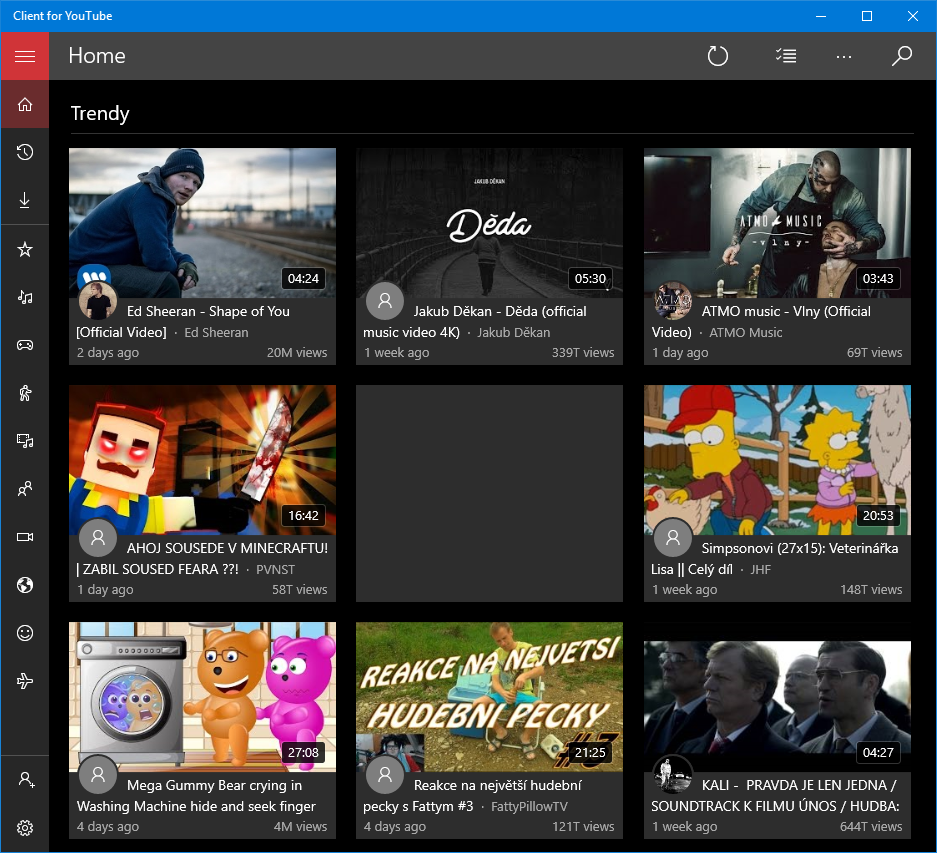 Client for YouTube
Home
Trendy
04:24
Ed Sheeran - Shape of You
[Official Video] · Ed Sheeran
2 days ago 20M views
JAKUB DĚKAN
Děda
05:30
Jakub Děkan - Děda (official
music video 4K) · Jakub Děkan
1 week ago 339T views
ATMO MUSIC
- vlny -
03:43
ATMO music - Vlny (Official
Video) · ATMO Music
1 day ago 69T views
16:42
AHOJ SOUSEDE V MINECRAFTU!
| ZABIL SOUSED FEARA ??! · PVNST
1 day ago 58T views
20:53
Simpsonovi (27x15): Veterinářka
Lisa || Celý díl · JHF
1 week ago 148T views
27:08
Mega Gummy Bear crying in
Washing Machine hide and seek finger
4 days ago 4M views
REAKCE NA NEJVETSI
HUDEBNI PECKY
#3
21:25
Reakce na největší hudební
pecky s Fattym #3 · FattyPillowTV
4 days ago 121T views
04:27
KALI - PRAVDA JE LEN JEDNA /
SOUNDTRACK K FILMU ÚNOS / HUDBA:
1 week ago 644T views